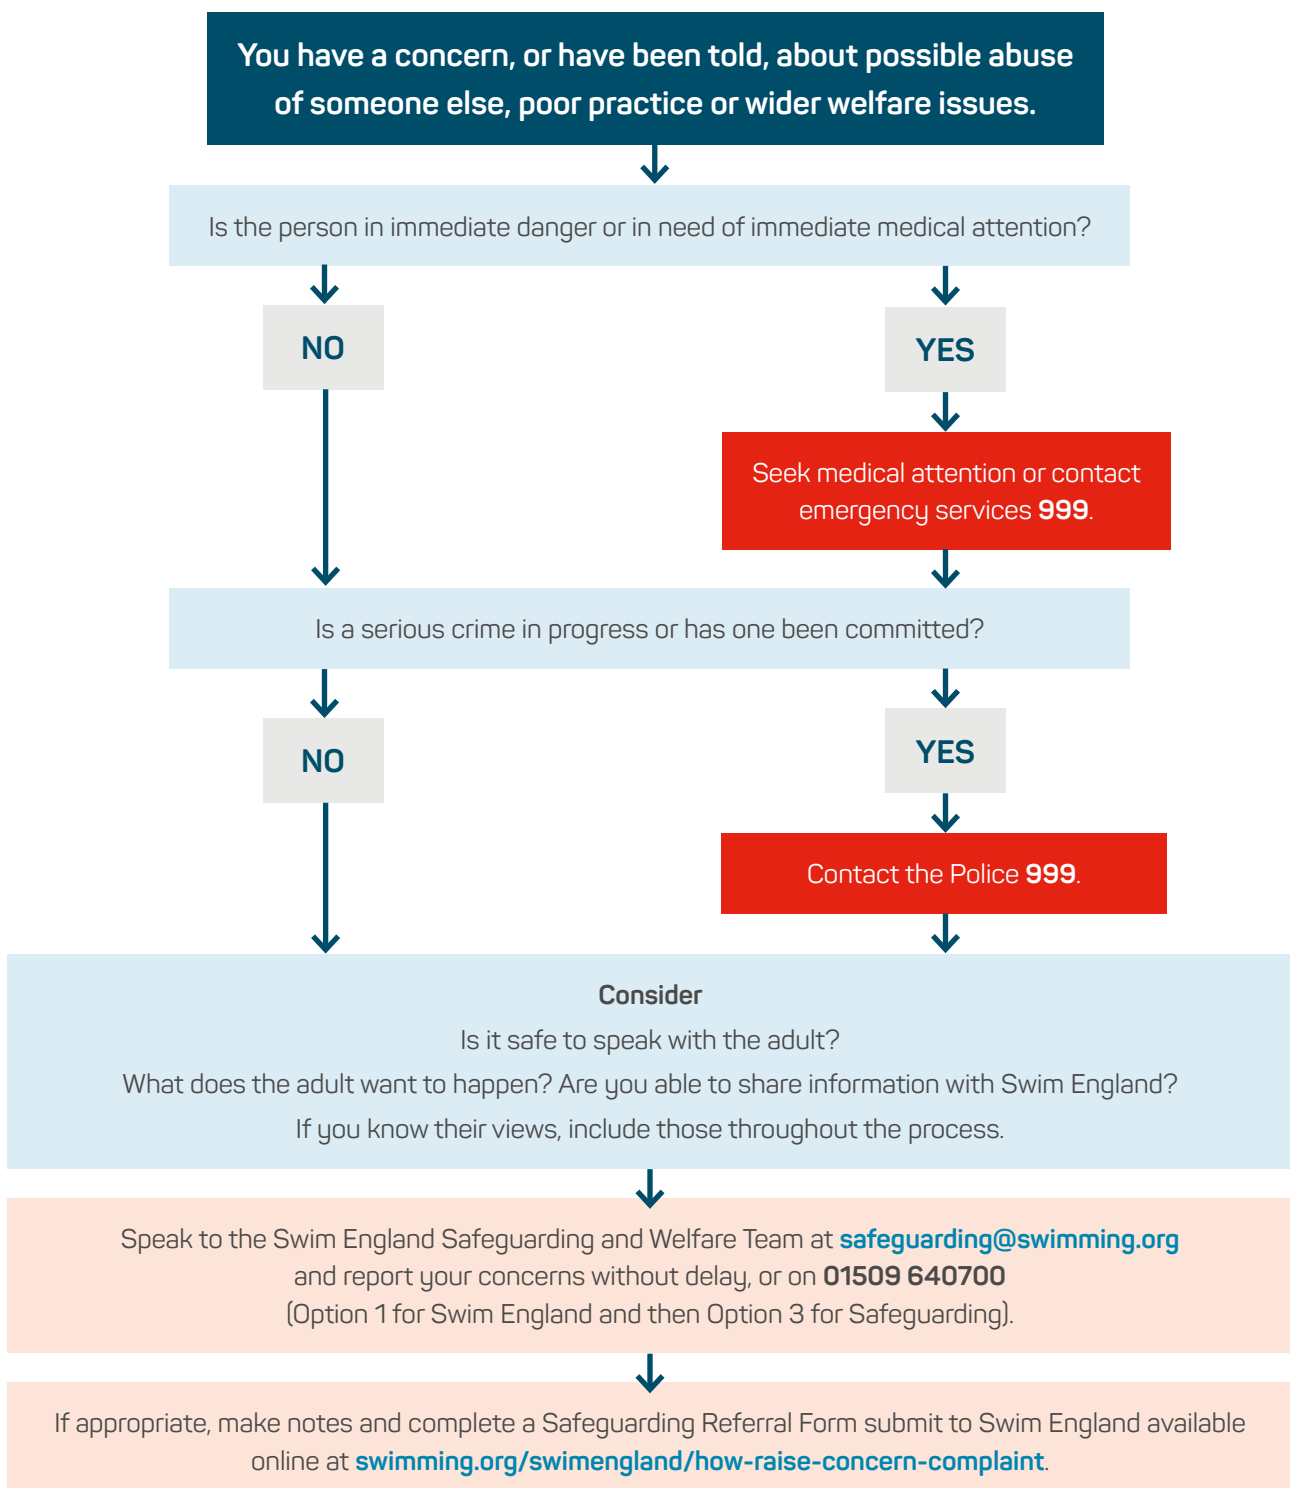 You have a concern, or have been told, about possible abuse
of someone else, poor practice or wider welfare issues.
Is the person in immediate danger or in need of immediate medical attention?
NO
YES
Seek medical attention or contact
emergency services 999.
Is a serious crime in progress or has one been committed?
NO
YES
Contact the Police 999.
Consider
Is it safe to speak with the adult?
What does the adult want to happen? Are you able to share information with Swim England?
If you know their views, include those throughout the process.
Speak to the Swim England Safeguarding and Welfare Team at safeguarding@swimming.org
and report your concerns without delay, or on 01509 640700
(Option 1 for Swim England and then Option 3 for Safeguarding).
If appropriate, make notes and complete a Safeguarding Referral Form submit to Swim England available
online at swimming.org/swimengland/how-raise-concern-complaint.